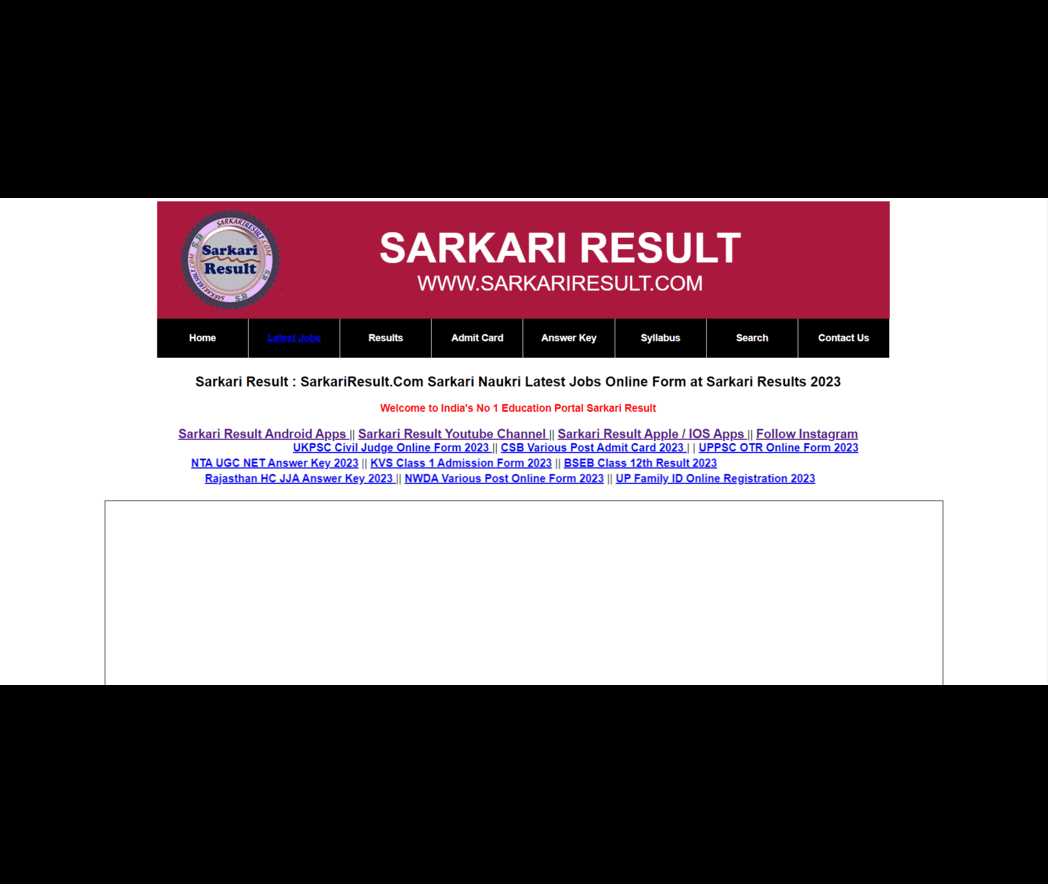 SARKARIRESULT.COM
S.R
Sarkari
Result
SARKARIRESULT.COM
S.R
SARKARI RESULT
WWW.SARKARIRESULT.COM
Home Latest Jobs Results Admit Card Answer Key Syllabus Search Contact Us
Sarkari Result : SarkariResult.Com Sarkari Naukri Latest Jobs Online Form at Sarkari Results 2023
Welcome to India's No 1 Education Portal Sarkari Result
Sarkari Result Android Apps || Sarkari Result Youtube Channel || Sarkari Result Apple / IOS Apps || Follow Instagram
UKPSC Civil Judge Online Form 2023 || CSB Various Post Admit Card 2023 | | UPPSC OTR Online Form 2023
NTA UGC NET Answer Key 2023 || KVS Class 1 Admission Form 2023 || BSEB Class 12th Result 2023
Rajasthan HC JJA Answer Key 2023 || NWDA Various Post Online Form 2023 || UP Family ID Online Registration 2023